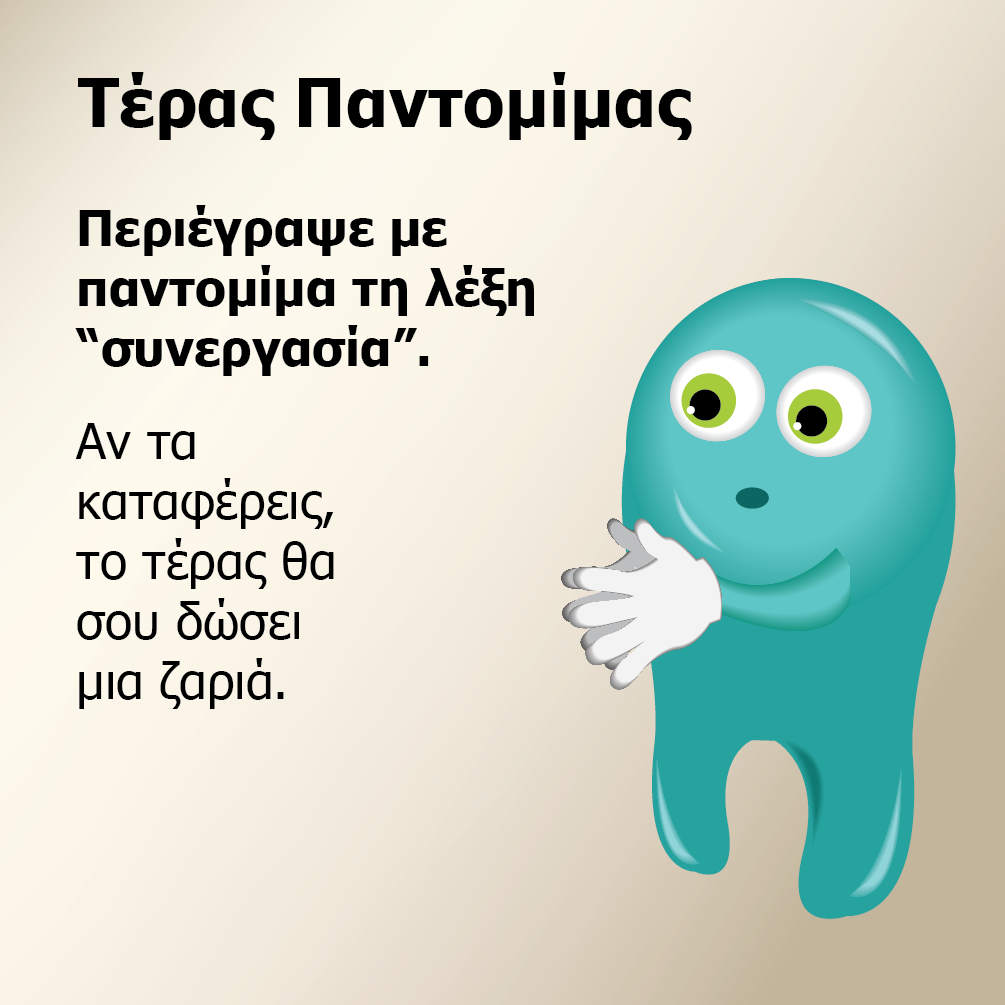 Τέρας Παντομίμας
Περιέγραψε με
παντομίμα τη λέξη
“συνεργασία”.
Αν τα
καταφέρεις,
το τέρας θα
σου δώσει
μια ζαριά.